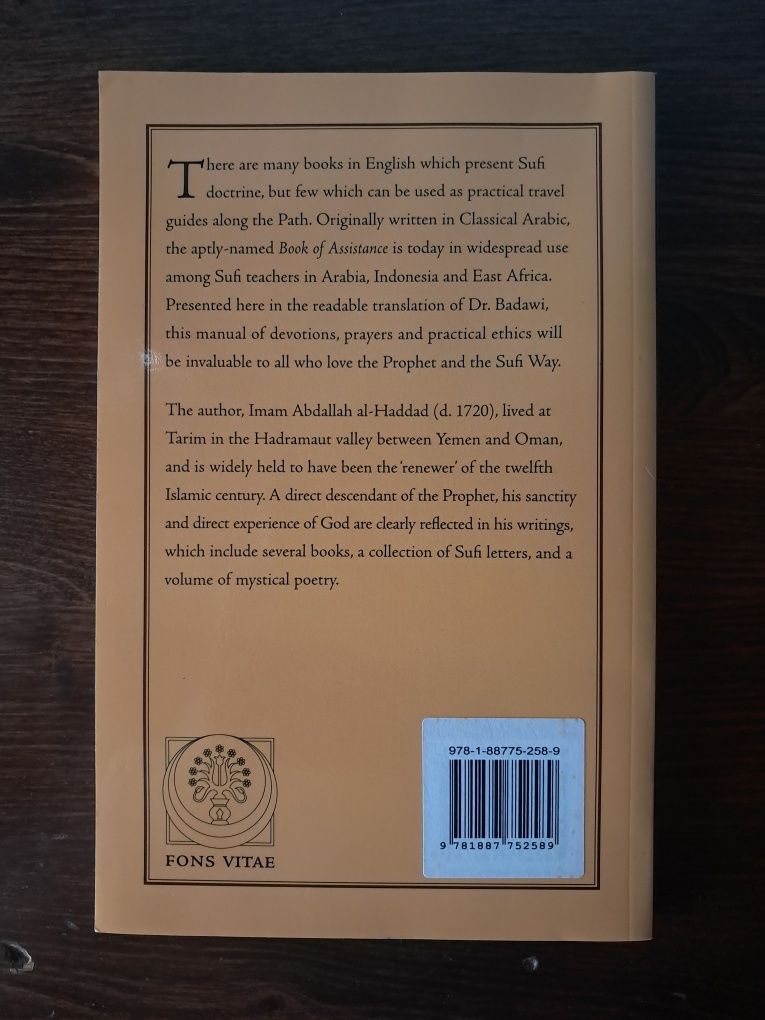 There are many books in English which present Sufi
doctrine, but few which can be used as practical travel
guides along the Path. Originally written in Classical Arabic,
the aptly-named Book of Assistance is today in widespread use
among Sufi teachers in Arabia, Indonesia and East Africa.
Presented here in the readable translation of Dr. Badawi,
this manual of devotions, prayers and practical ethics will
be invaluable to all who love the Prophet and the Sufi Way.
The author, Imam Abdallah al-Haddad (d. 1720), lived at
Tarim in the Hadramaut valley between Yemen and Oman,
and is widely held to have been the 'renewer' of the twelfth
Islamic century. A direct descendant of the Prophet, his sanctity
and direct experience of God are clearly reflected in his writings,
which include several books, a collection of Sufi letters, and a
volume of mystical poetry.
FONS VITAE
978-1-88775-258-9
9 781887 752589